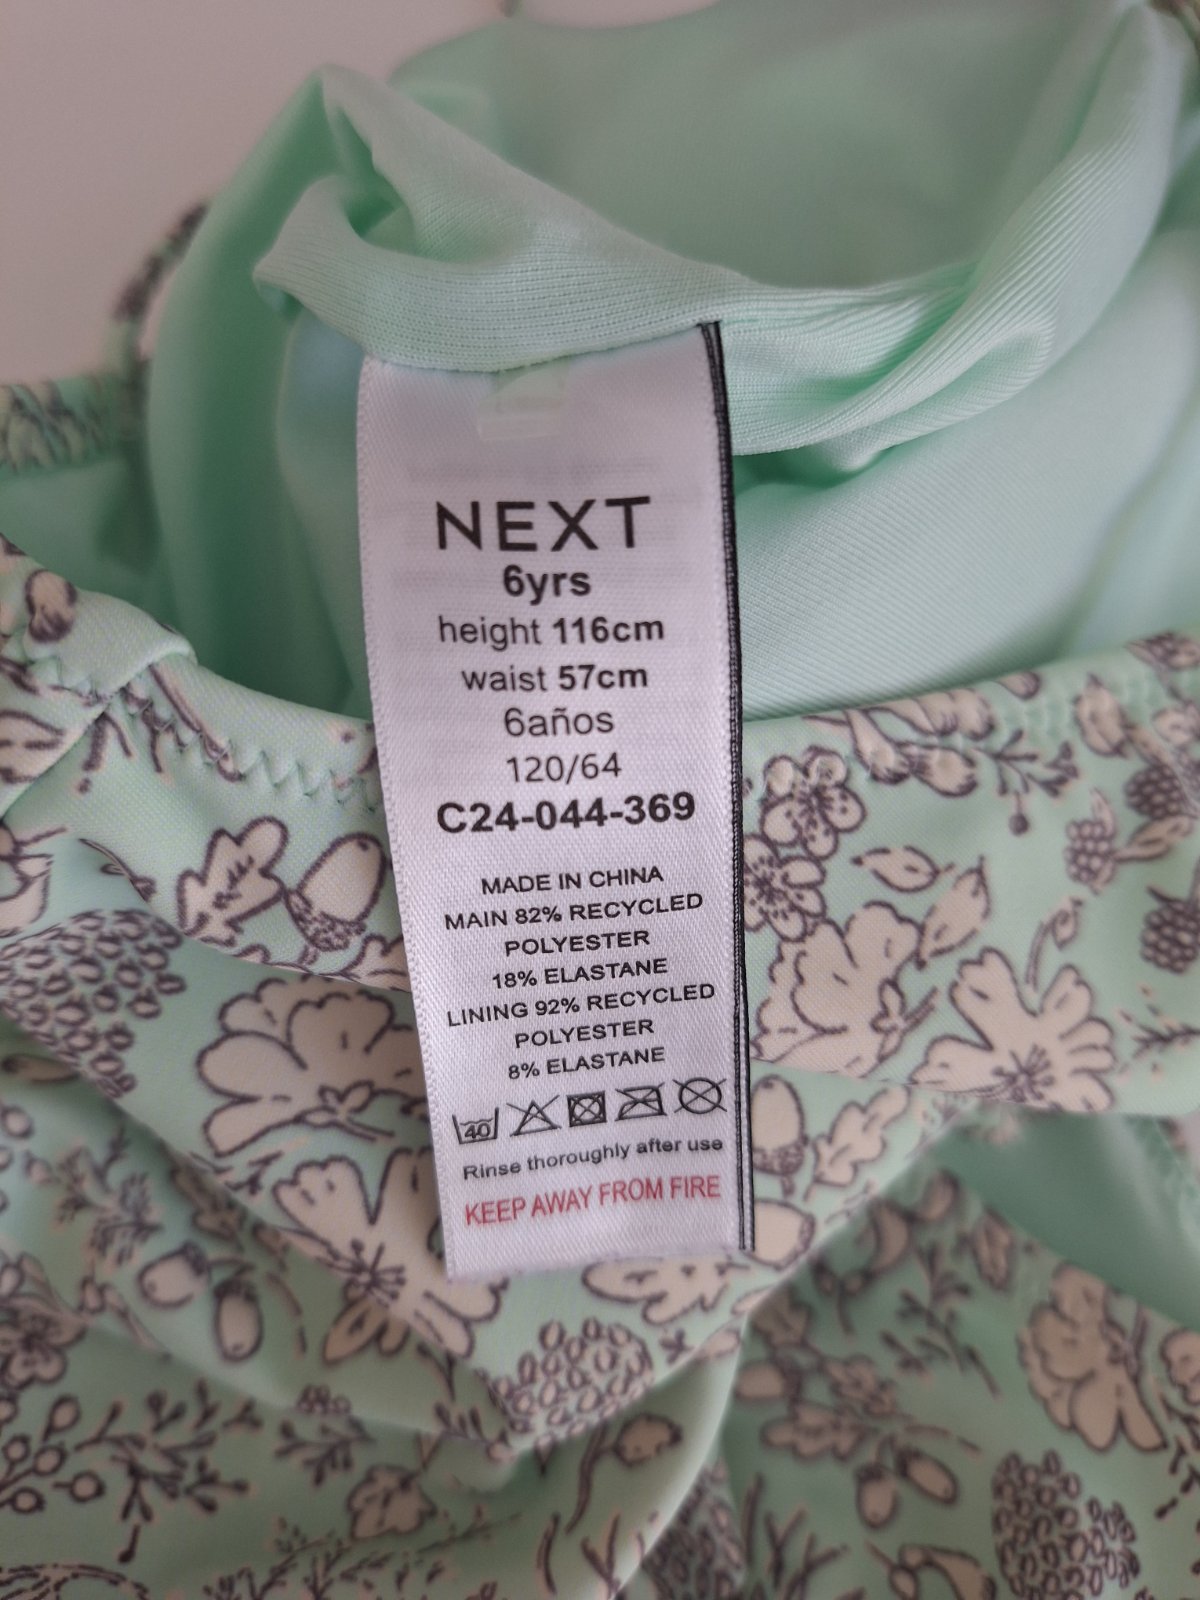 NEXT
6yrs
height 116cm
waist 57cm
6años
120/64
C24-044-369
MADE IN CHINA
MAIN 82% RECYCLED
POLYESTER
18% ELASTANE
LINING 92% RECYCLED
POLYESTER
8% ELASTANE
40
Rinse thoroughly after use
KEEP AWAY FROM FIRE